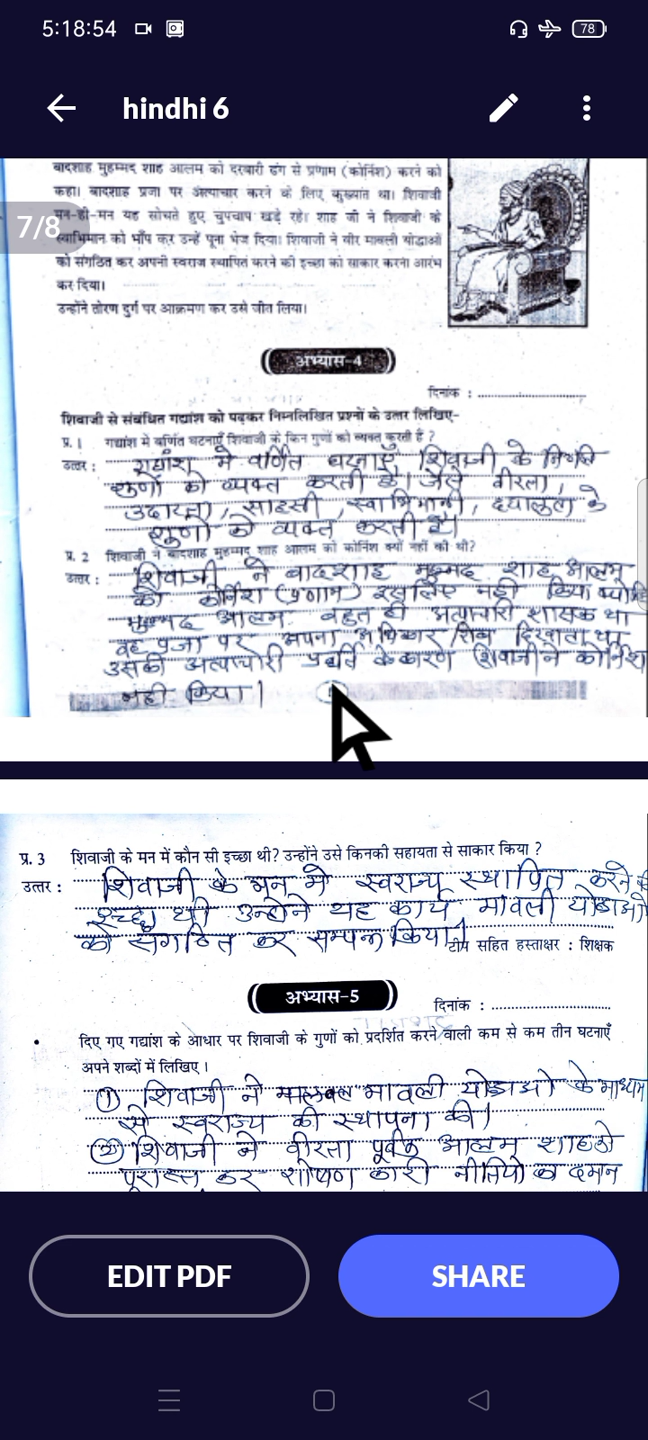 5:18:54
78
hindhi 6
बादशाह मुहम्मद शाह आलम को दरबारी ढंग से प्रणाम (कोर्निश) करने को
कहा। बादशाह प्रजा पर अत्याचार करने के लिए कुख्यात था। शिवाजी
मन-ही-मन यह सोचते हुए चुपचाप खड़े रहे। शाह जी ने शिवाजी के
7/8
स्वाभिमान को भाँप कर उन्हें पूना भेज दिया। शिवाजी ने वीर मावली योद्धाओं
को संगठित कर अपनी स्वराज स्थापित करने की इच्छा को साकार करना आरंभ
कर दिया।
उन्होंने तोरण दुर्ग पर आक्रमण कर उसे जीत लिया।
अभ्यास-4
दिनांक :
शिवाजी से संबंधित गद्यांश को पढ़कर निम्नलिखित प्रश्नों के उत्तर लिखिए-
प्र. 1 गद्यांश में वर्णित घटनाएँ शिवाजी के किन गुणों को व्यक्त करती हैं ?
उत्तर : गद्यांश में वर्णित घटनाएँ शिवाजी के
गुणों को व्यक्त करती है। जैसे वीरता,
उदारता, साहसी, स्वाभिमानी, दयालुता के
गुणों को व्यक्त करती है।
प्र. 2 शिवाजी ने बादशाह मुहम्मद शाह आलम को कोर्निश क्यों नहीं की थी?
उत्तर : शिवाजी ने बादशाह मुहम्मद शाह आलम
को कोर्निश (प्रणाम) इसलिए नही किया
मुहम्मद आलम बहुत ही अत्याचारी शासक था
वह प्रजा पर अपना अधिकार दिखाता था
उसकी अत्याचारी के कारण शिवाजी ने कोर्निश
नही किया।
प्र. 3 शिवाजी के मन में कौन सी इच्छा थी? उन्होंने उसे किनकी सहायता से साकार किया ?
उत्तर : शिवाजी के मन मे स्वराज्य स्थापित करने की
इच्छा थी उन्होने यह कार्य मावली योद्धाओ
को संगठित कर सम्पन्न किया।
टीप सहित हस्ताक्षर : शिक्षक
अभ्यास-5
दिनांक :
• दिए गए गद्यांश के आधार पर शिवाजी के गुणों को प्रदर्शित करने वाली कम से कम तीन घटनाएँ
अपने शब्दों में लिखिए।
① शिवाजी ने मावली योद्धाओ के माध्यम
से स्वराज्य की स्थापना की।
② शिवाजी ने वीरता पूर्वक आलम शाह को
परास्त कर शोषण कारी नीतियो का दमन
EDIT PDF
SHARE